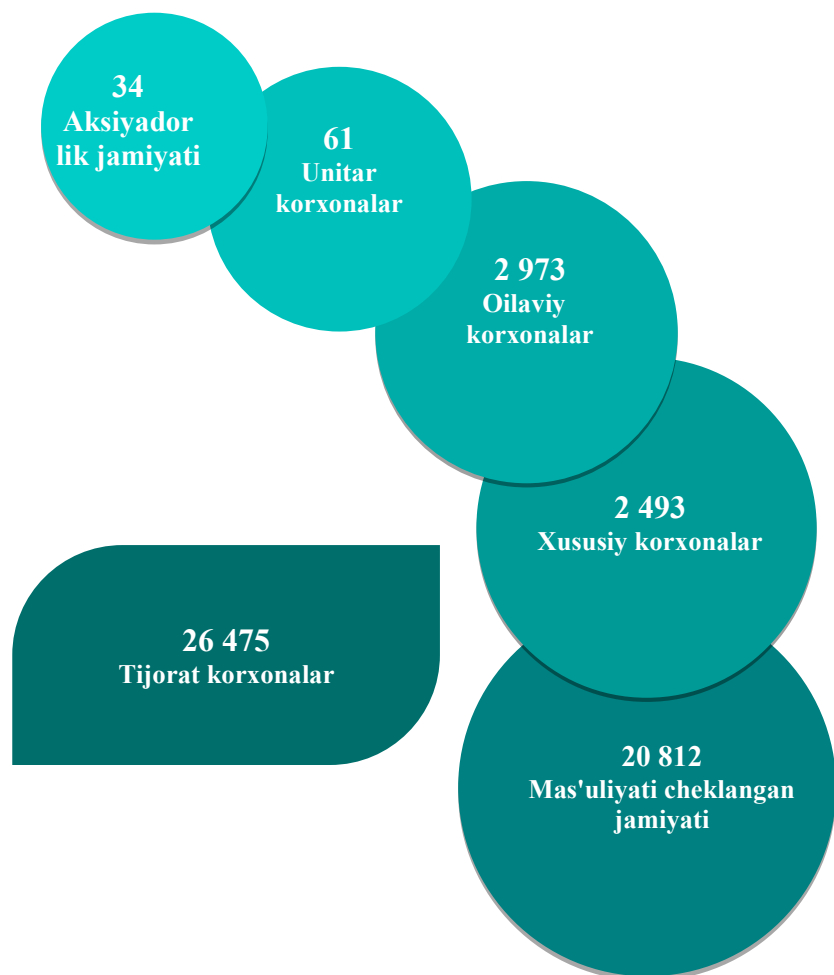 34
Aksiyador
lik jamiyati
61
Unitar
korxonalar
2 973
Oilaviy
korxonalar
2 493
Xususiy korxonalar
26 475
Tijorat korxonalar
20 812
Mas'uliyati cheklangan
jamiyati